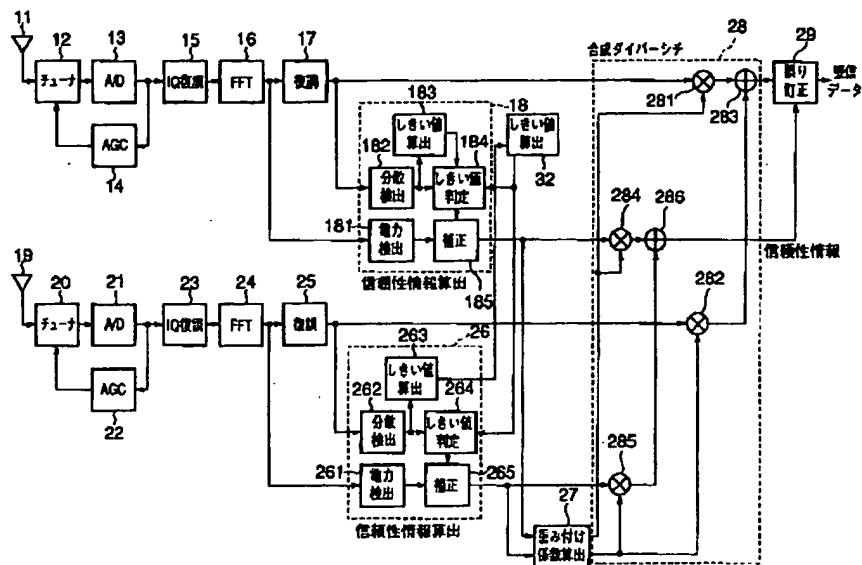 11
12
13
15
16
17
28
29
チューナ
A/D
IQ復調
FFT
復調
合成ダイバーシチ
誤り
訂正
受信
データ
281
283
AGC
14
183
18
しきい値
算出
184
しきい値
算出
32
182
分散
検出
しきい値
判定
181
電力
検出
補正
185
信頼性情報算出
284
286
信頼性情報
282
19
20
21
23
24
25
チューナ
A/D
IQ復調
FFT
復調
AGC
22
263
26
しきい値
算出
262
264
分散
検出
しきい値
判定
261
265
電力
検出
補正
信頼性情報算出
285
27
重み付け
係数算出